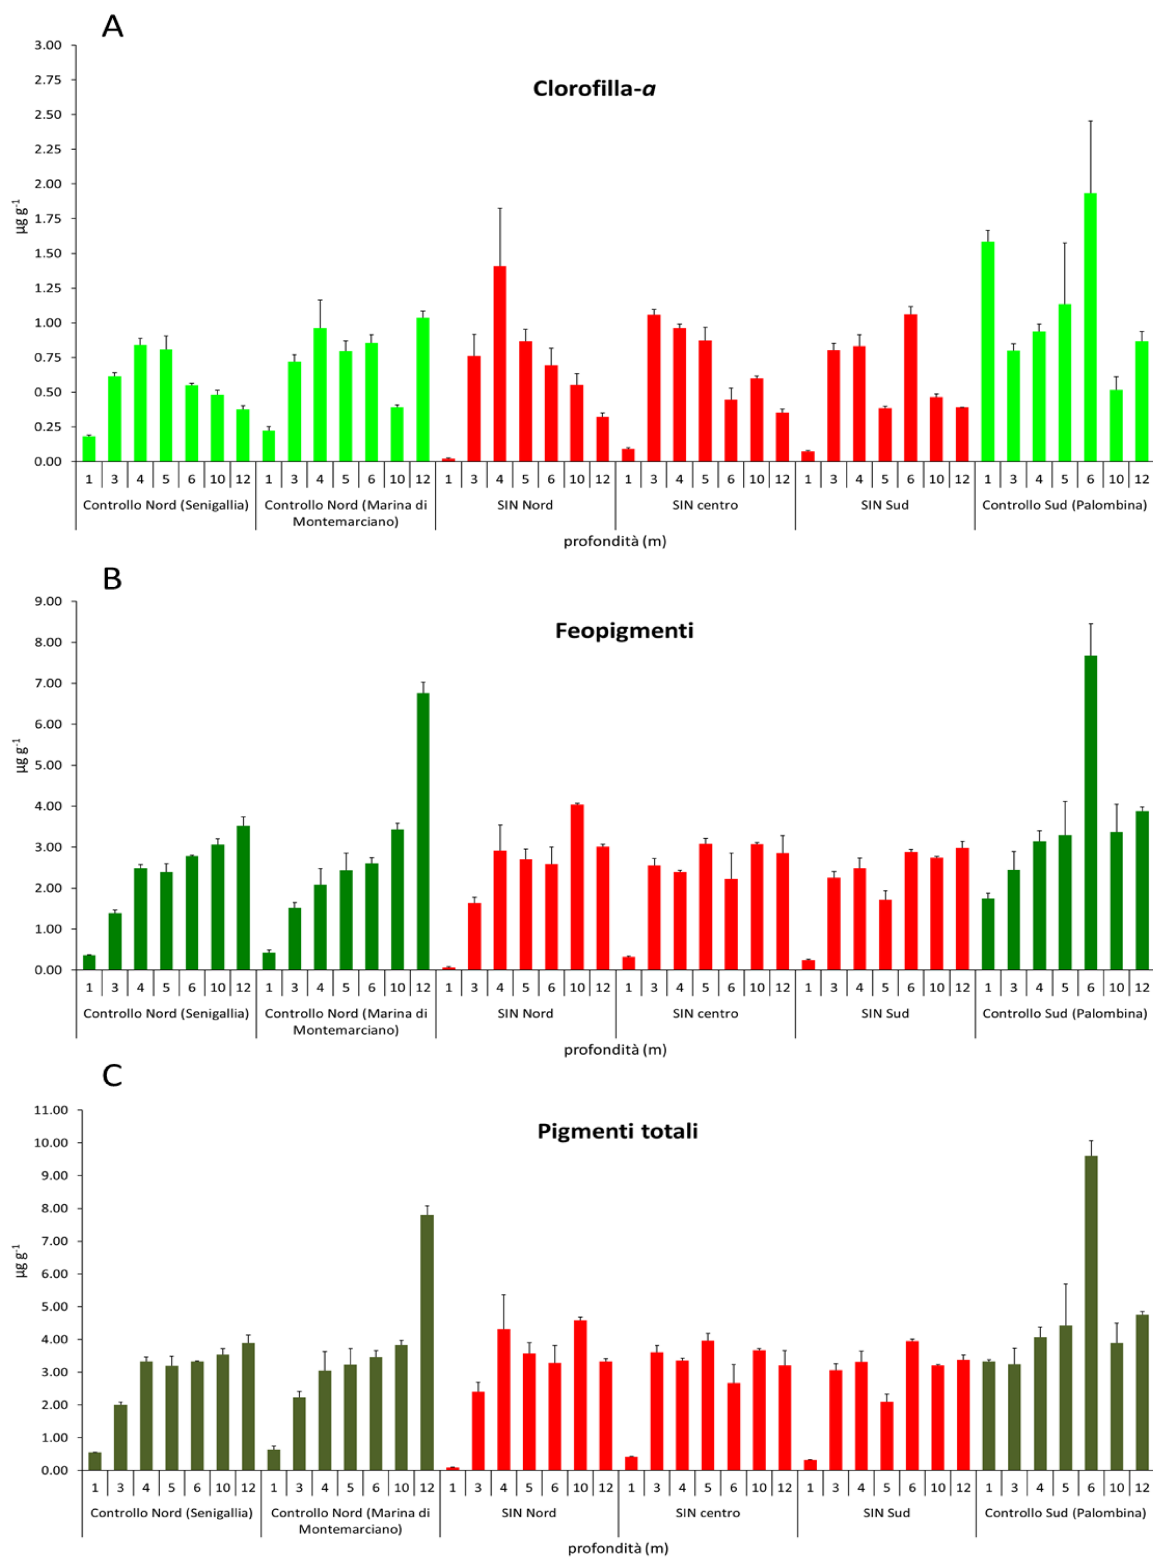 A
Clorofilla-a
µg g-1
3.00
2.75
2.50
2.25
2.00
1.75
1.50
1.25
1.00
0.75
0.50
0.25
0.00
1 3 4 5 6 10 12 1 3 4 5 6 10 12 1 3 4 5 6 10 12 1 3 4 5 6 10 12 1 3 4 5 6 10 12 1 3 4 5 6 10 12
Controllo Nord (Senigallia) Controllo Nord (Marina di SIN Nord SIN centro SIN Sud Controllo Sud (Palombina)
Montemarciano)
profondità (m)
B
Feopigmenti
µg g-1
9.00
8.00
7.00
6.00
5.00
4.00
3.00
2.00
1.00
0.00
1 3 4 5 6 10 12 1 3 4 5 6 10 12 1 3 4 5 6 10 12 1 3 4 5 6 10 12 1 3 4 5 6 10 12 1 3 4 5 6 10 12
Controllo Nord (Senigallia) Controllo Nord (Marina di SIN Nord SIN centro SIN Sud Controllo Sud (Palombina)
Montemarciano)
profondità (m)
C
Pigmenti totali
µg g-1
11.00
10.00
9.00
8.00
7.00
6.00
5.00
4.00
3.00
2.00
1.00
0.00
1 3 4 5 6 10 12 1 3 4 5 6 10 12 1 3 4 5 6 10 12 1 3 4 5 6 10 12 1 3 4 5 6 10 12 1 3 4 5 6 10 12
Controllo Nord (Senigallia) Controllo Nord (Marina di SIN Nord SIN centro SIN Sud Controllo Sud (Palombina)
Montemarciano)
profondità (m)